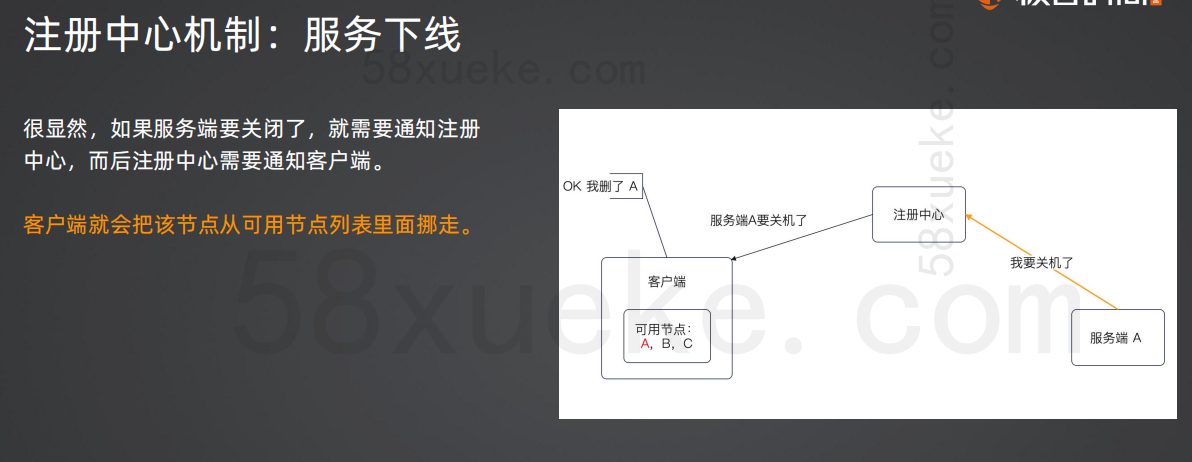 注册中心机制：服务下线
58xueke.com
很显然，如果服务端要关闭了，就需要通知注册
中心，而后注册中心需要通知客户端。
客户端就会把该节点从可用节点列表里面挪走。
OK 我删了 A
服务端A要关机了
注册中心
我要关机了
客户端
可用节点：
A，B，C
服务端 A
58xueke.com
58xueke.com